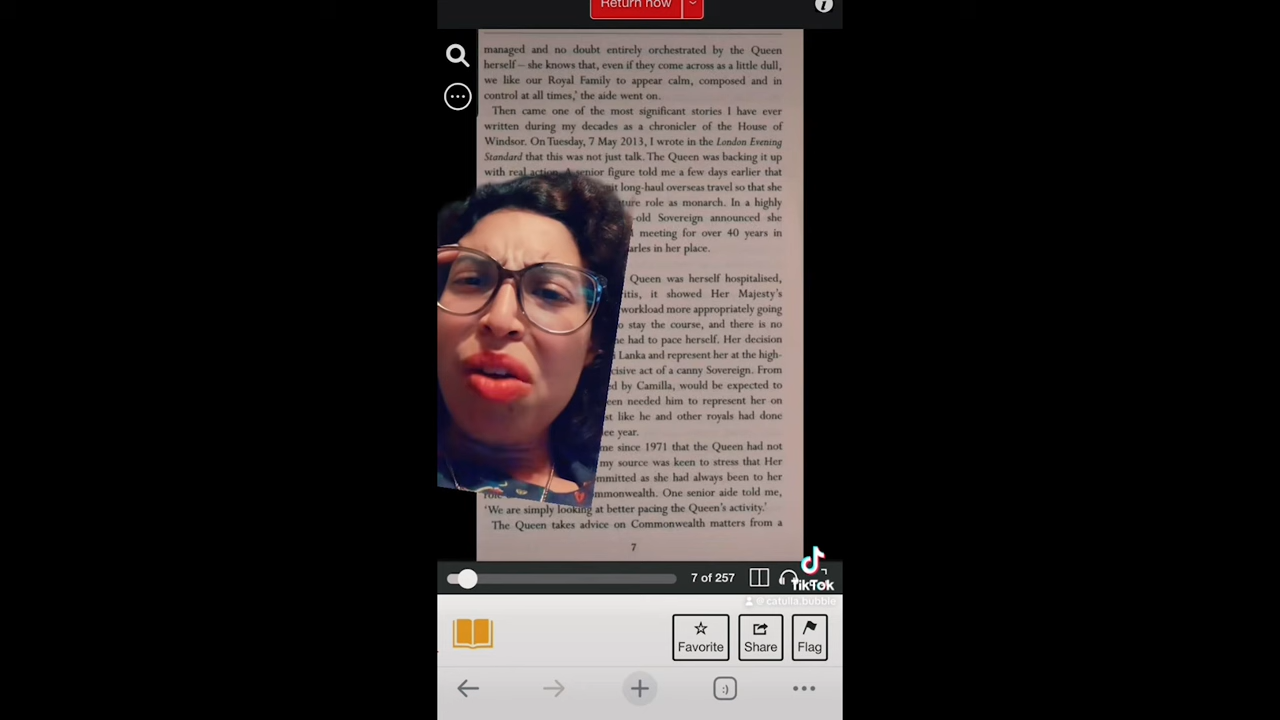 Return now
managed and no doubt entirely orchestrated by the Queen
herself – she knows that, even if they come across as a little dull,
we like our Royal Family to appear calm, composed and in
control at all times,' the aide went on.
Then came one of the most significant stories I have ever
written during my decades as a chronicler of the House of
Windsor. On Tuesday, 7 May 2013, I wrote in the London Evening
Standard that this was not just talk. The Queen was backing it up
with real action. A senior figure told me a few days earlier that
long-haul overseas travel so that she
role as monarch. In a highly
-old Sovereign announced she
meeting for over 40 years in
in her place.
Queen was herself hospitalised,
it showed Her Majesty's
workload more appropriately going
to stay the course, and there is no
she had to pace herself. Her decision
Lanka and represent her at the high-
act of a canny Sovereign. From
by Camilla, would be expected to
needed him to represent her on
like he and other royals had done
year.
since 1971 that the Queen had not
my source was keen to stress that Her
as she had always been to her
role One senior aide told me,
'We are simply looking at better pacing the Queen's activity.'
The Queen takes advice on Commonwealth matters from a
7
7 of 257
TikTok
@catulla.bubble
Favorite
Share
Flag
:)